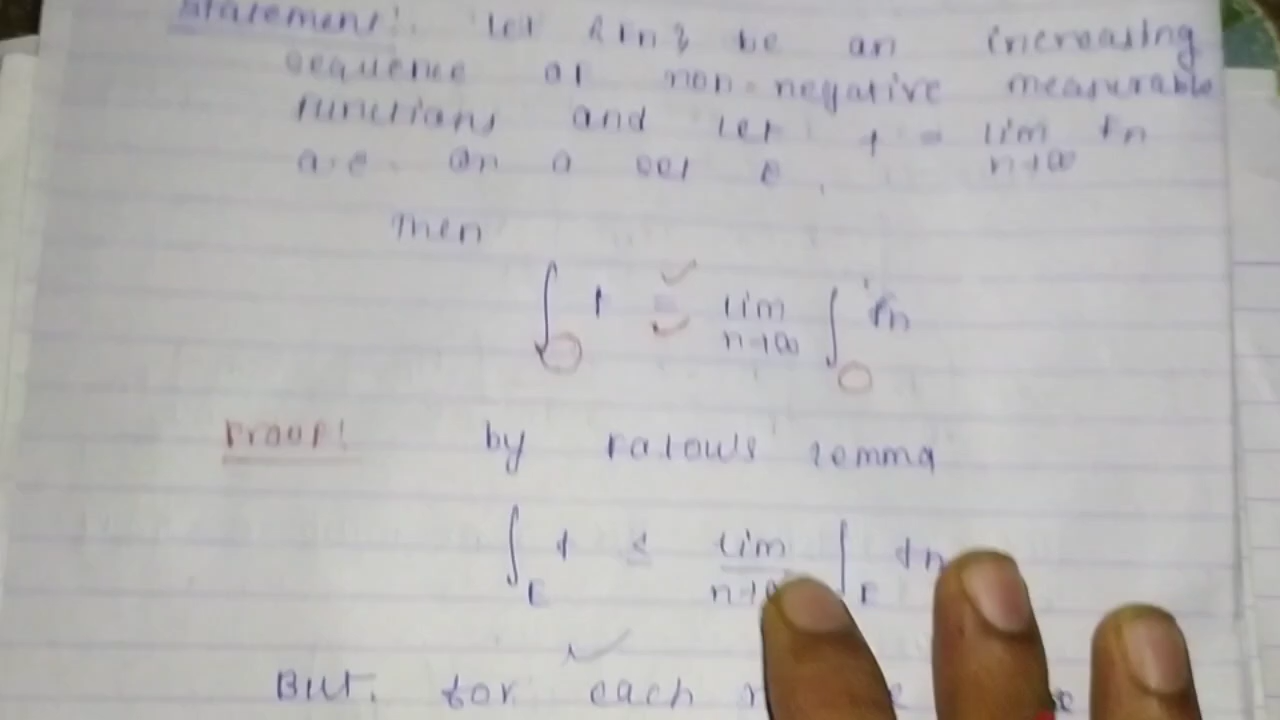 Statement:. Let {fn} be an increasing
sequence of non-negative measurable
functions and let f = lim fn
n→∞
a.e. on a set E.
Then
∫ f = lim ∫ fn
n→∞
Proof:
by Fatou's lemma
∫ f ≤ lim ∫ fn
E n→∞ E
But. for each